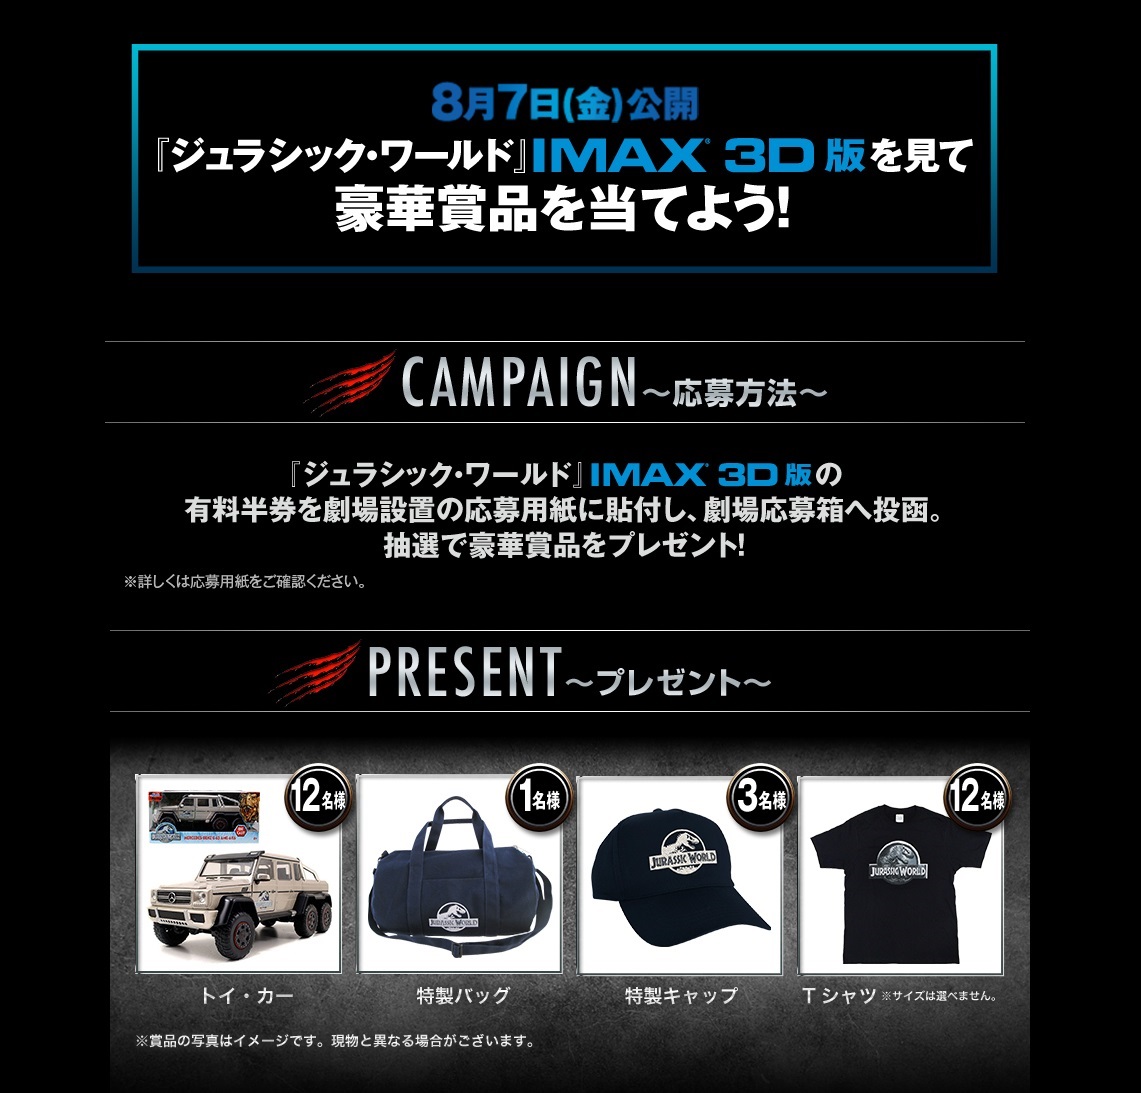 8月7日(金)公開
『ジュラシック・ワールド』IMAX® 3D 版を見て
豪華賞品を当てよう!
CAMPAIGN～応募方法～
『ジュラシック・ワールド』IMAX® 3D 版の
有料半券を劇場設置の応募用紙に貼付し、劇場応募箱へ投函。
抽選で豪華賞品をプレゼント!
※詳しくは応募用紙をご確認ください。
PRESENT～プレゼント～
12名様
1名様
3名様
12名様
JURASSIC WORLD
JURASSIC WORLD
JURASSIC WORLD
トイ・カー
特製バッグ
特製キャップ
Tシャツ ※サイズは選べません。
※賞品の写真はイメージです。現物と異なる場合がございます。